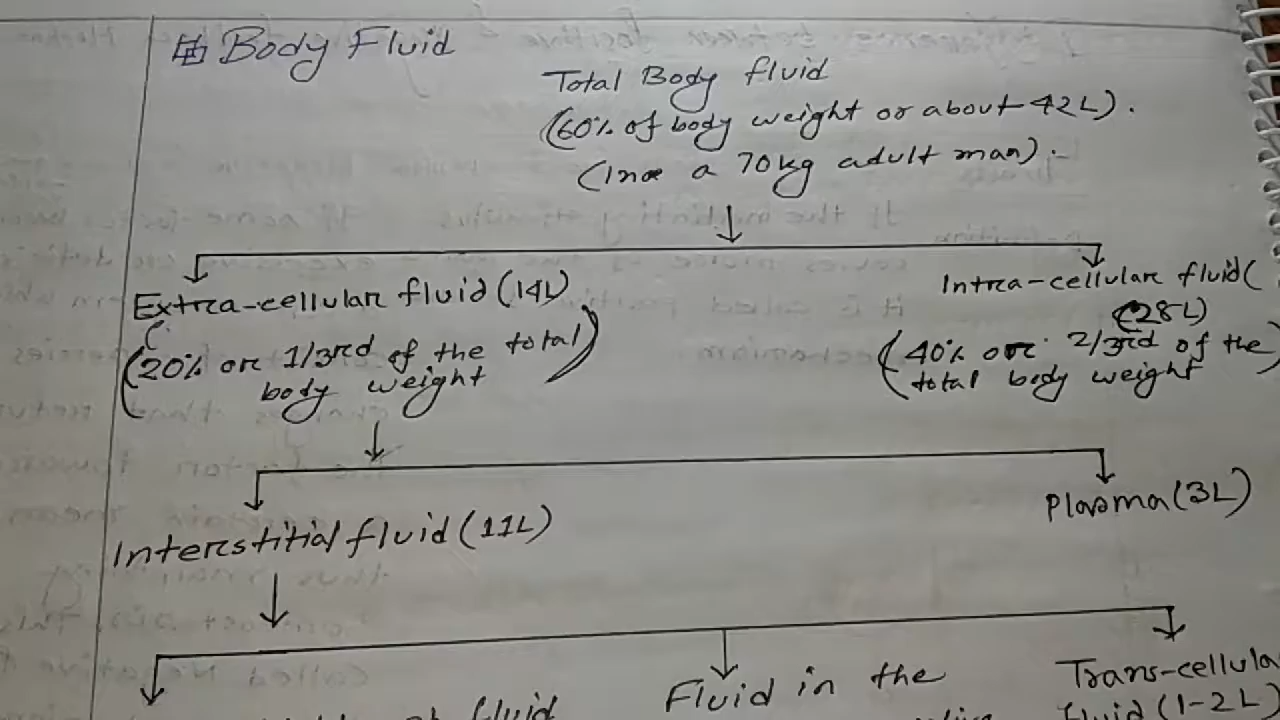 Body Fluid
Total Body fluid
(60% of body weight or about 42L).
(In a 70kg adult man).
Extra-cellular fluid (14L)
(20% or 1/3rd of the total
body weight
Intra-cellular fluid (
(28L)
(40% or 2/3rd of the
total body weight
Interstitial fluid (11L)
Plasma (3L)
fluid
Fluid in the
Trans-cellula
fluid (1-2L)